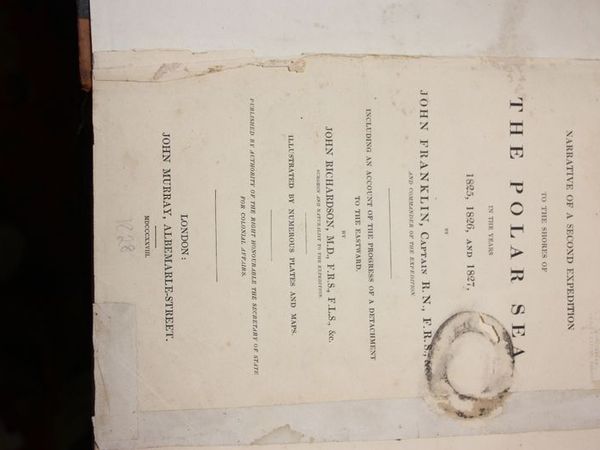 NARRATIVE OF A SECOND EXPEDITION
TO THE SHORES OF
THE POLAR SEA
IN THE YEARS
1825, 1826, AND 1827,
BY
JOHN FRANKLIN, CAPTAIN R.N., F.R.S., &c.
AND COMMANDER OF THE EXPEDITION
INCLUDING AN ACCOUNT OF THE PROGRESS OF A DETACHMENT
TO THE EASTWARD,
BY
JOHN RICHARDSON, M.D., F.R.S., F.L.S., &c.
SURGEON AND NATURALIST TO THE EXPEDITION.
ILLUSTRATED BY NUMEROUS PLATES AND MAPS.
PUBLISHED BY AUTHORITY OF THE RIGHT HONOURABLE THE SECRETARY OF STATE
FOR COLONIAL AFFAIRS.
LONDON:
JOHN MURRAY, ALBEMARLE-STREET.
MDCCCXXVIII.
1828